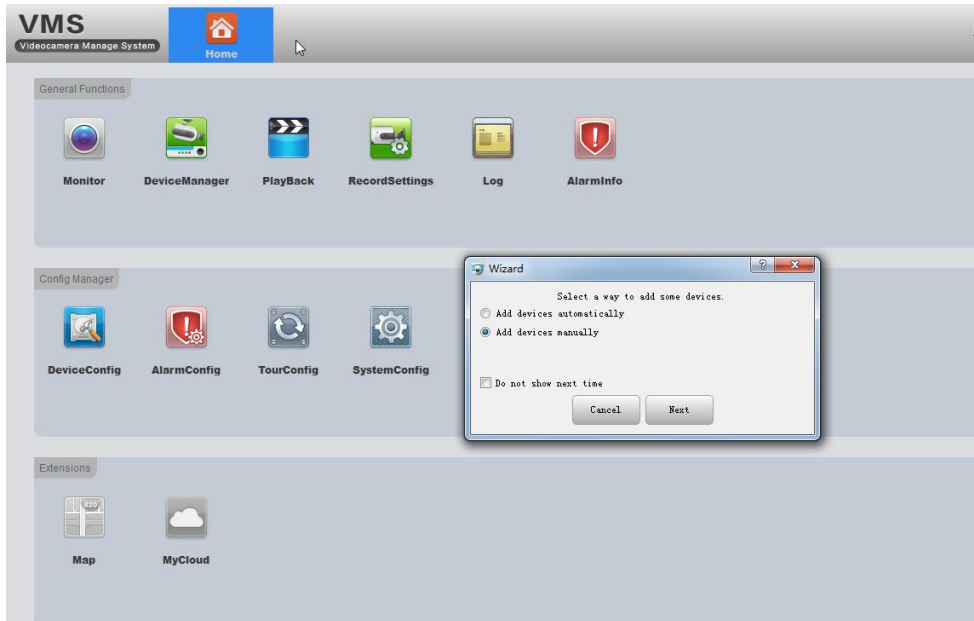 VMS
Videocamera Manage System
Home
General Functions
Monitor
DeviceManager
PlayBack
RecordSettings
Log
AlarmInfo
Config Manager
DeviceConfig
AlarmConfig
TourConfig
SystemConfig
Wizard
Select a way to add some devices.
Add devices automatically
Add devices manually
Do not show next time
Cancel
Next
Extensions
320
Map
MyCloud